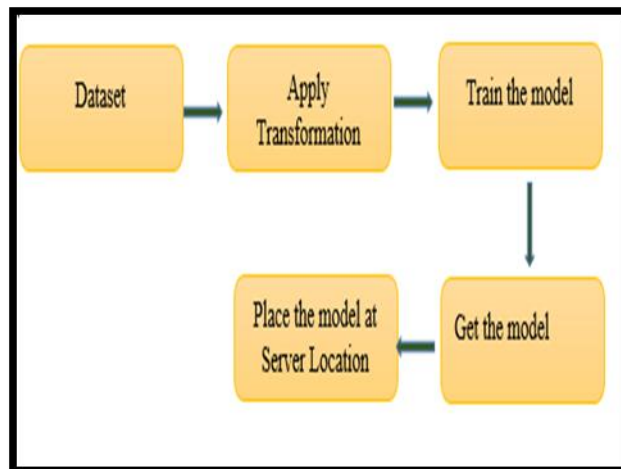 Dataset
Apply
Transformation
Train the model
Get the model
Place the model at
Server Location